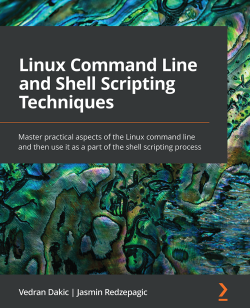 Linux Command Line
and Shell Scripting
Techniques
Master practical aspects of the Linux command line
and then use it as a part of the shell scripting process
Vedran Dakic | Jasmin Redzepagic